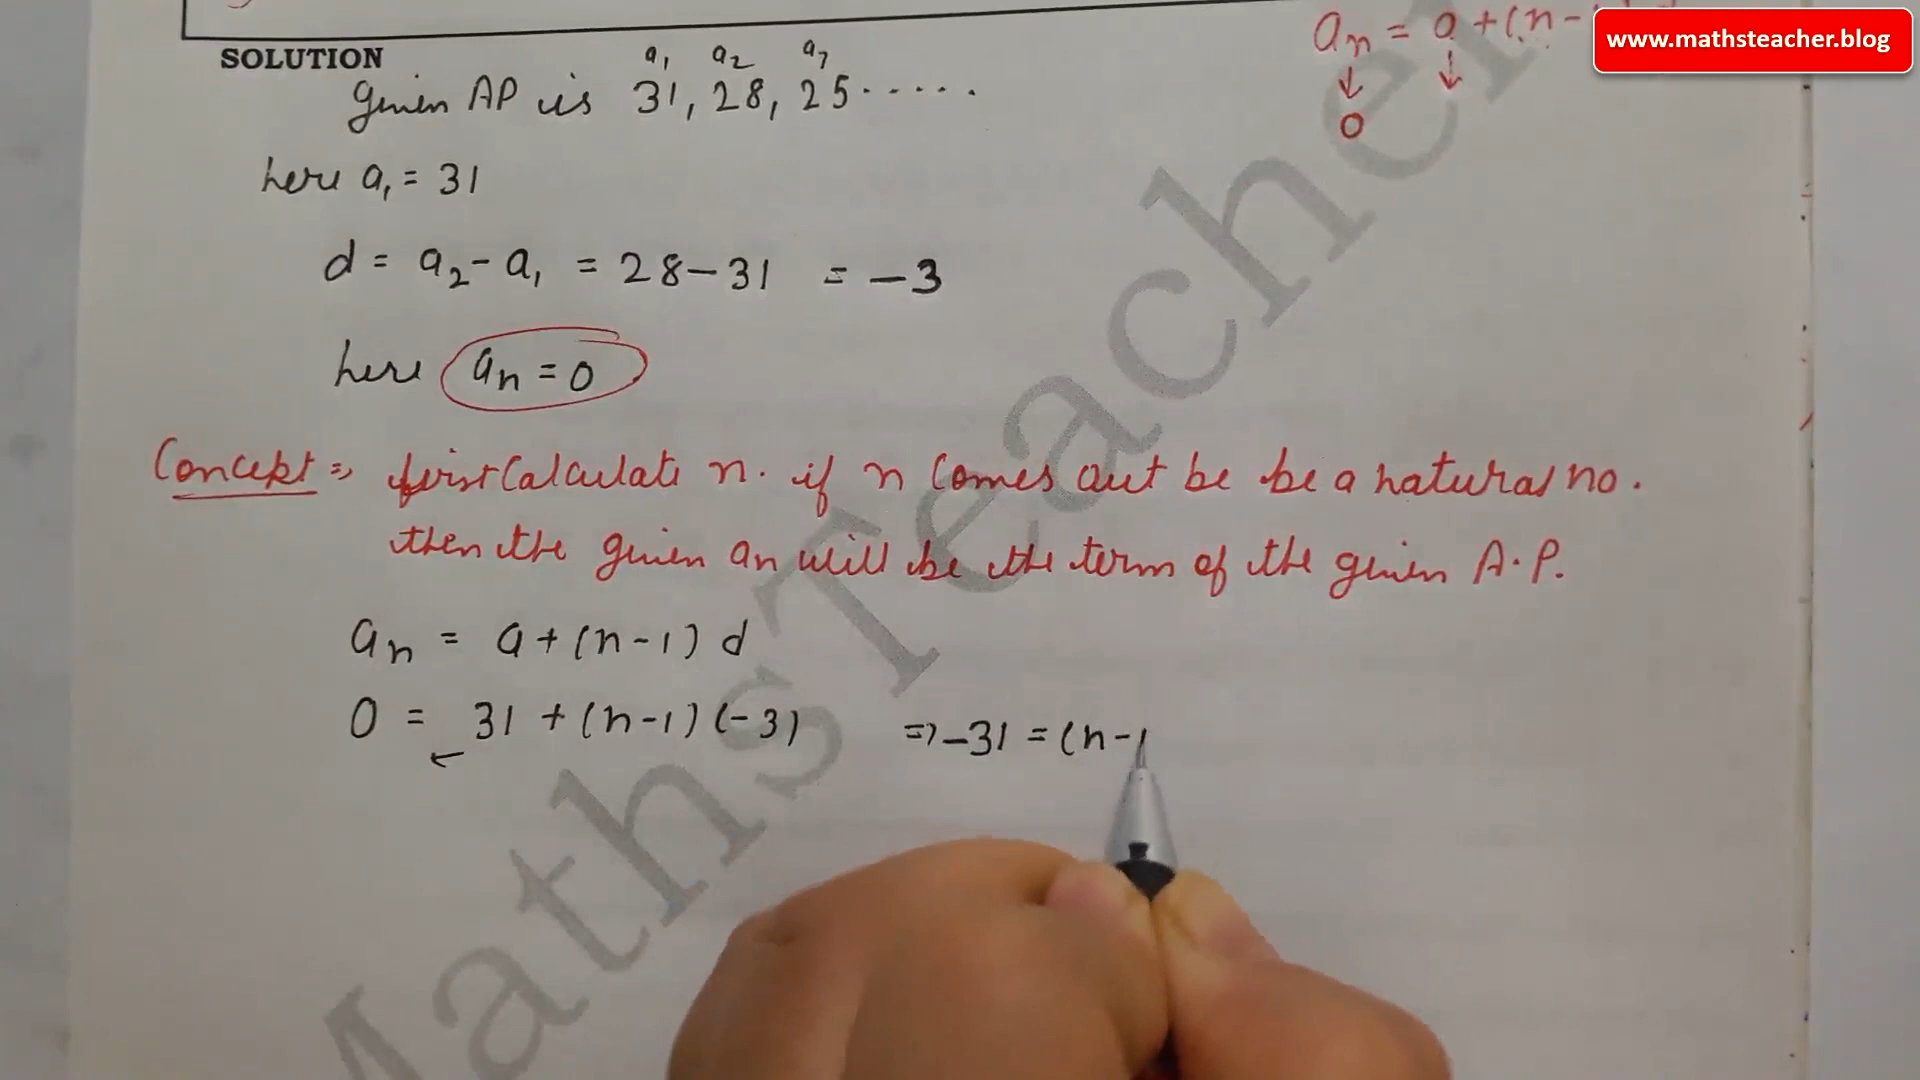 aₙ = a + (n-
www.mathsteacher.blog
↓ ↓
0
SOLUTION
a₁ a₂ a₃
Given AP is 31, 28, 25......
here a₁ = 31
d = a₂ - a₁ = 28 - 31 = -3
here aₙ = 0
Concept ⇒ first Calculate n. if n Comes out be be a natural no.
then the given an will be the term of the given A.P.
aₙ = a + (n-1) d
0 = 31 + (n-1) (-3) ⇒ -31 = (n-1
←
Maths Teacher